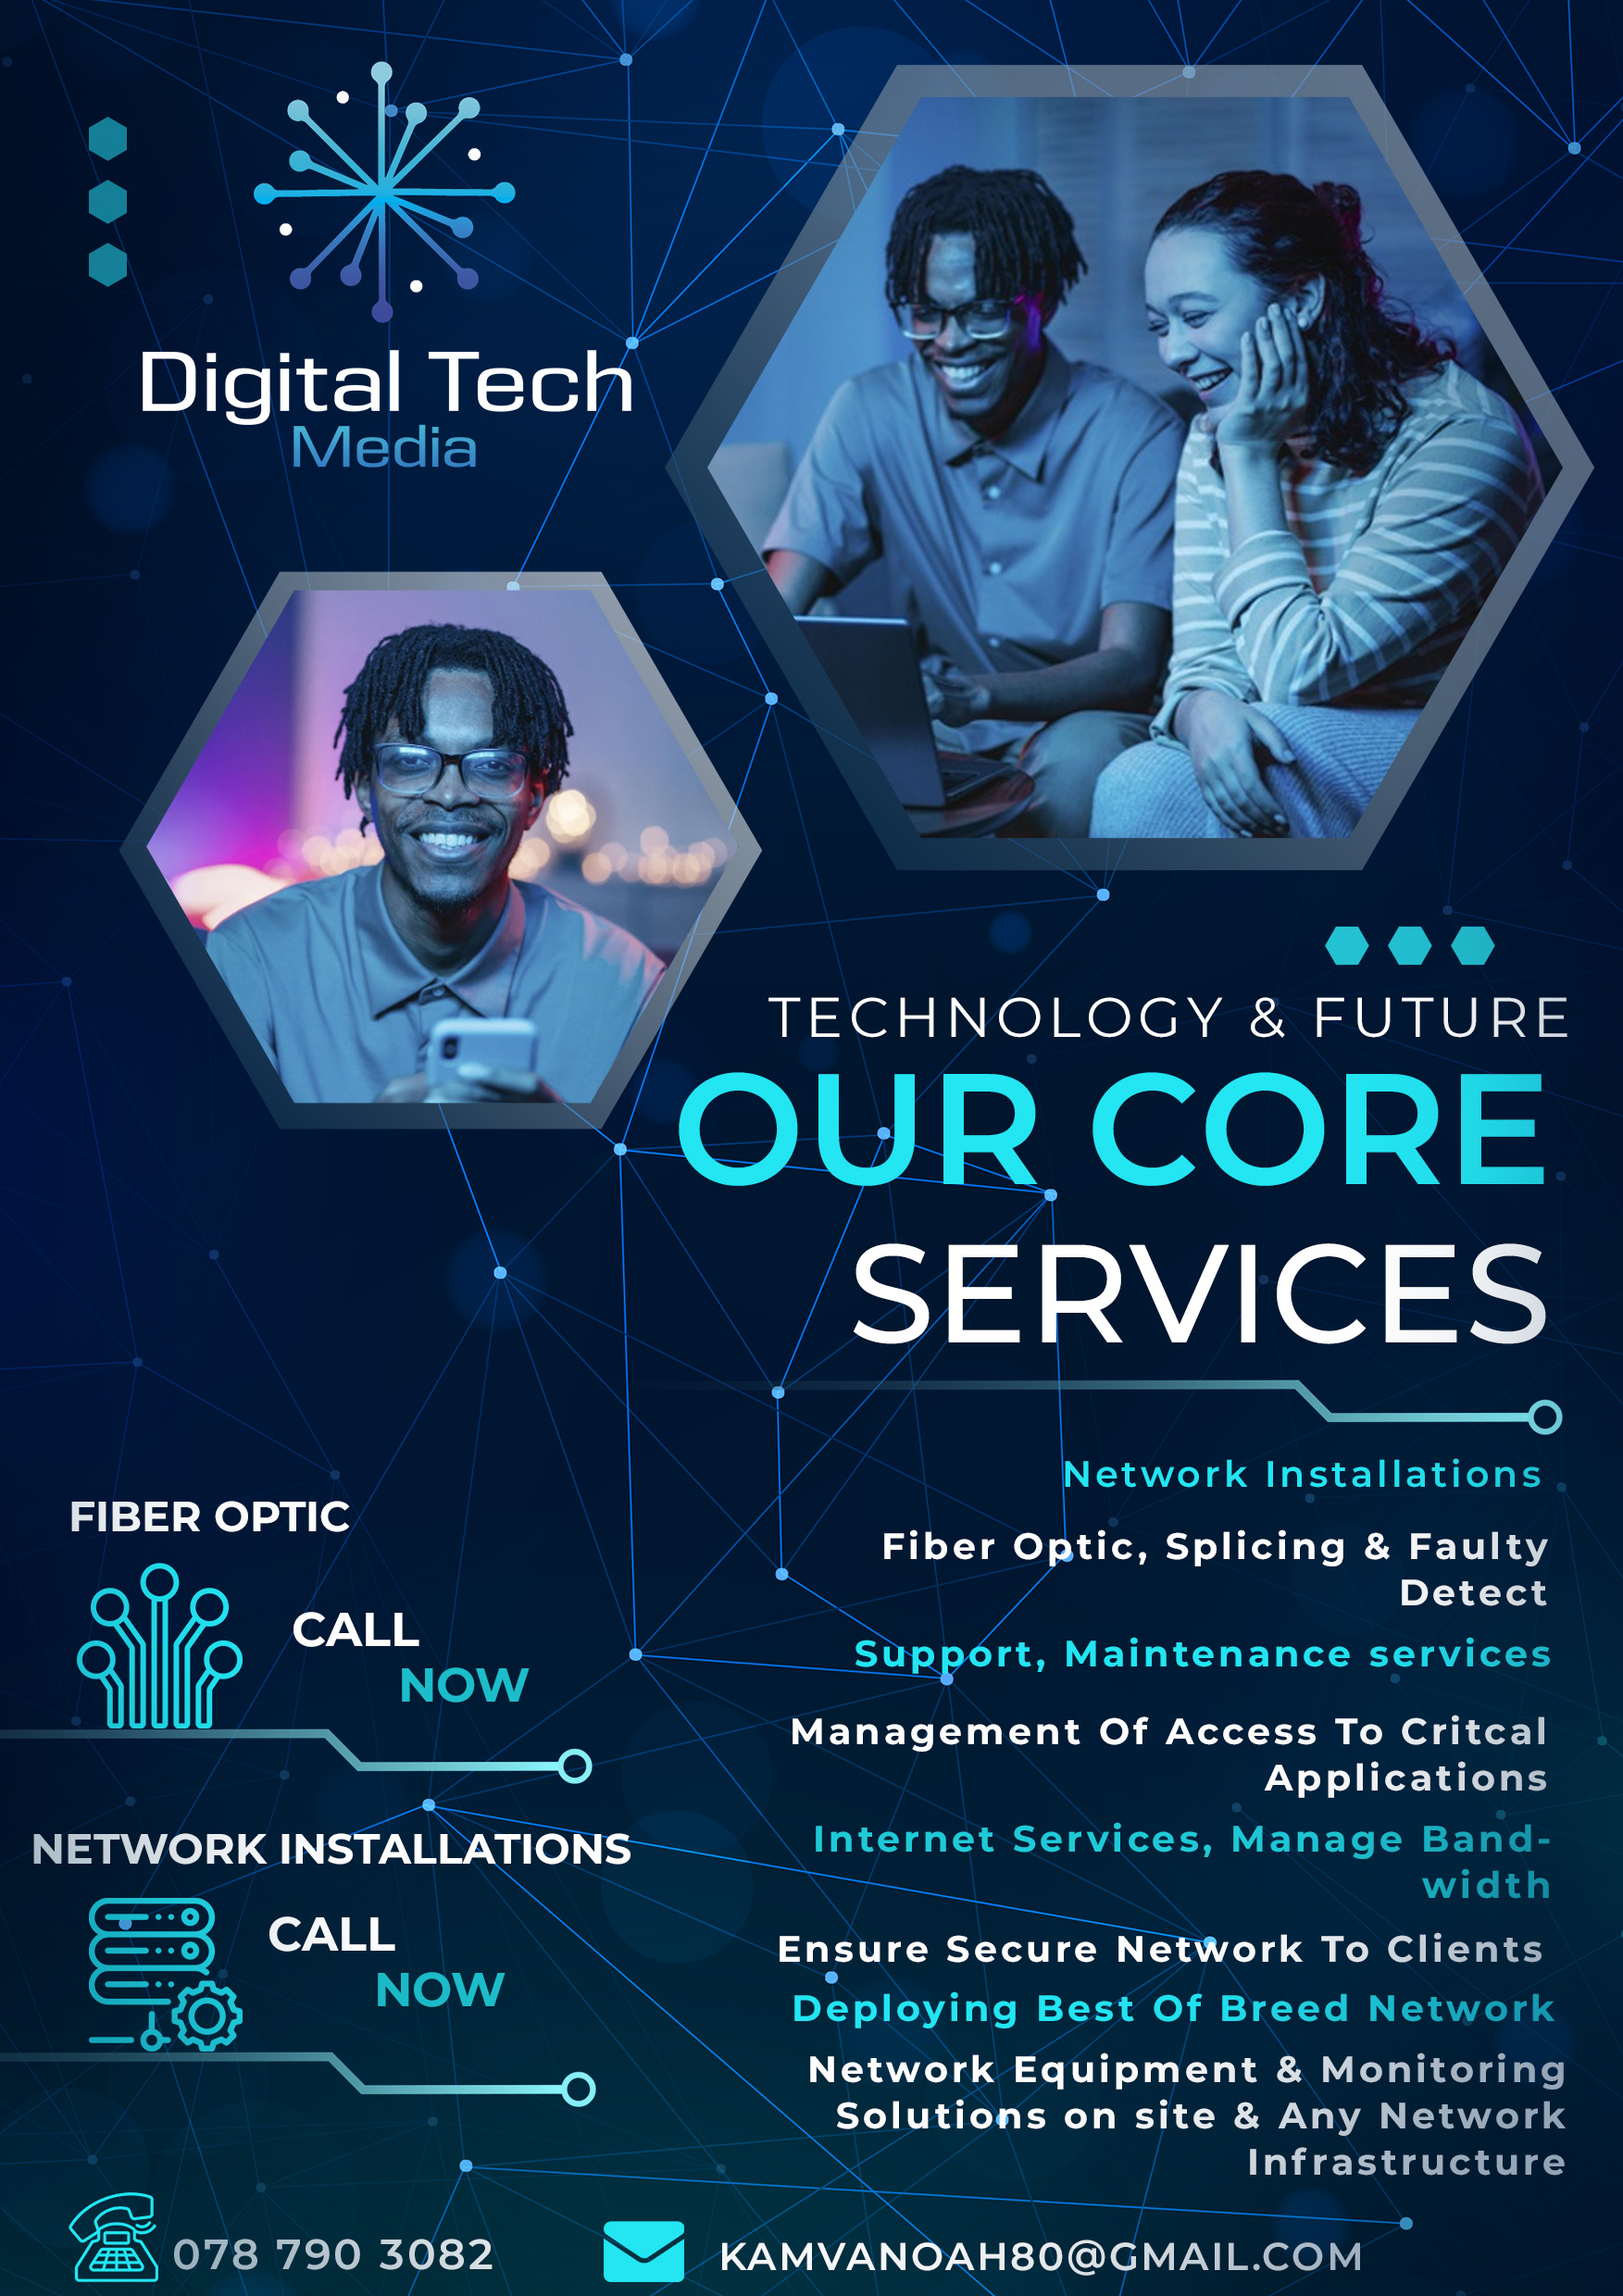 Digital Tech
Media
TECHNOLOGY & FUTURE
OUR CORE
SERVICES
Network Installations
Fiber Optic, Splicing & Faulty
Detect
Support, Maintenance services
Management Of Access To Critcal
Applications
Internet Services, Manage Band-
width
Ensure Secure Network To Clients
Deploying Best Of Breed Network
Network Equipment & Monitoring
Solutions on site & Any Network
Infrastructure
FIBER OPTIC
CALL
NOW
NETWORK INSTALLATIONS
CALL
NOW
078 790 3082
KAMVANOAH80@GMAIL.COM